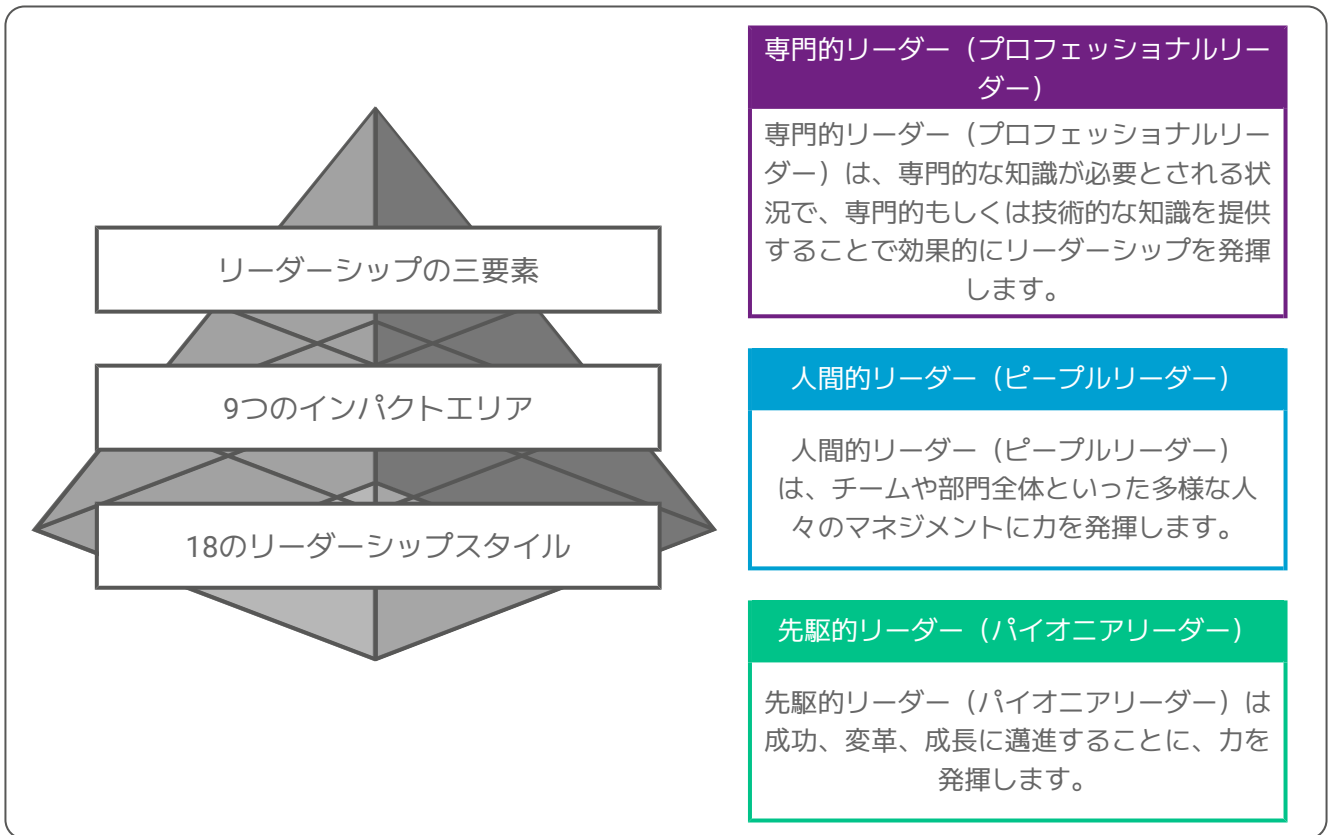 リーダーシップの三要素
9つのインパクトエリア
18のリーダーシップスタイル
専門的リーダー（プロフェッショナルリー
ダー）
専門的リーダー（プロフェッショナルリー
ダー）は、専門的な知識が必要とされる状
況で、専門的もしくは技術的な知識を提供
することで効果的にリーダーシップを発揮
します。
人間的リーダー（ピープルリーダー）
人間的リーダー（ピープルリーダー）
は、チームや部門全体といった多様な人
々のマネジメントに力を発揮します。
先駆的リーダー（パイオニアリーダー）
先駆的リーダー（パイオニアリーダー）は
成功、変革、成長に邁進することに、力を
発揮します。